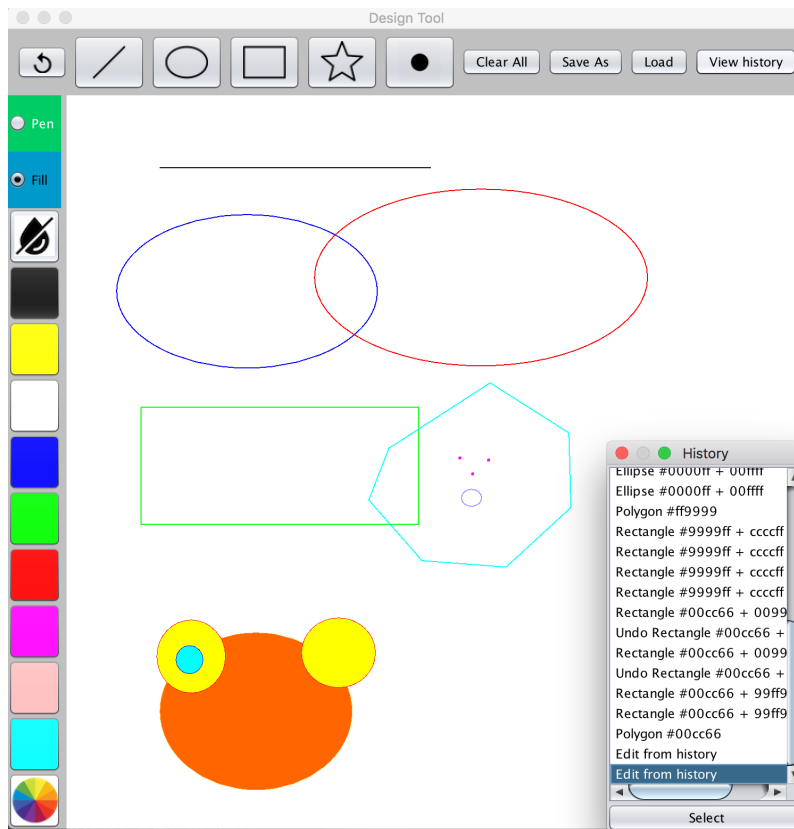 Design Tool
Clear All
Save As
Load
View history
Pen
Fill
History
Ellipse #0000ff + 00ffff
Ellipse #0000ff + 00ffff
Polygon #ff9999
Rectangle #9999ff + ccccff
Rectangle #9999ff + ccccff
Rectangle #9999ff + ccccff
Rectangle #9999ff + ccccff
Rectangle #00cc66 + 0099
Undo Rectangle #00cc66 +
Rectangle #00cc66 + 0099
Undo Rectangle #00cc66 +
Rectangle #00cc66 + 99ff9
Rectangle #00cc66 + 99ff9
Polygon #00cc66
Edit from history
Edit from history
Select